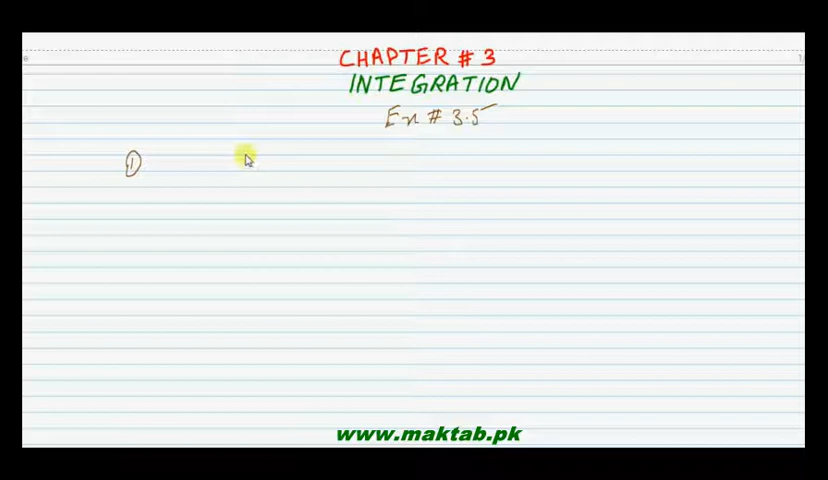 CHAPTER # 3
INTEGRATION
Ex # 3.5
①
www.maktab.pk